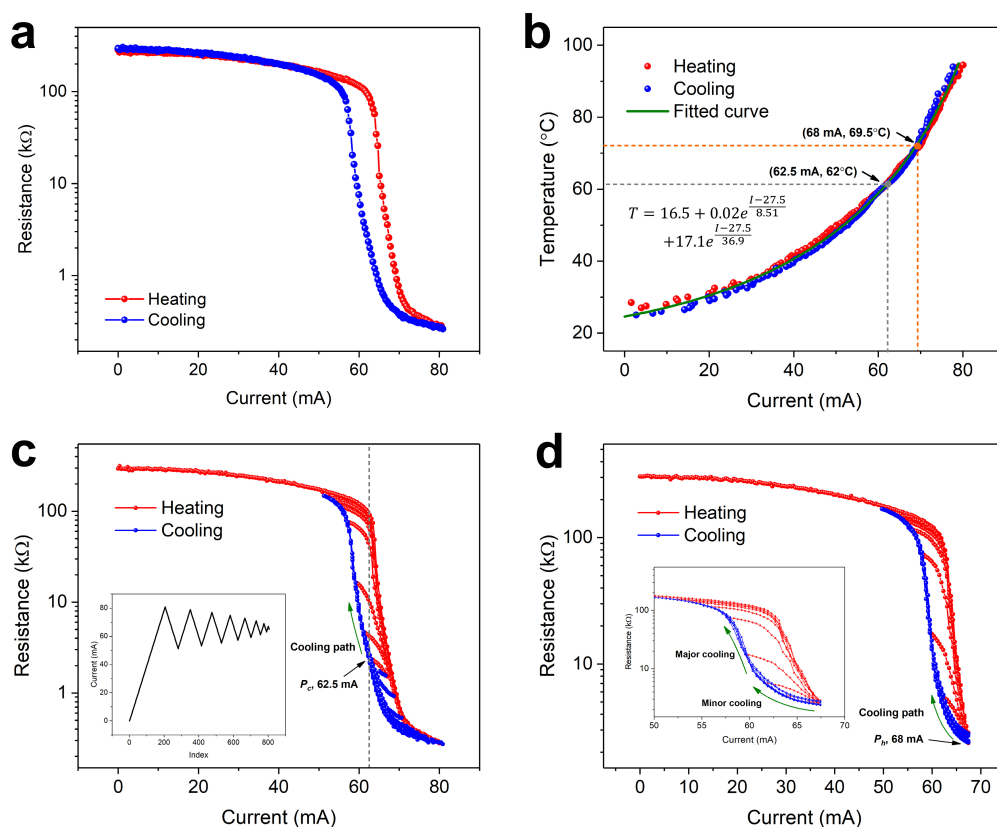 a
Resistance (kΩ)
100
10
1
Heating
Cooling
0
20
40
60
80
Current (mA)
b
Temperature (°C)
100
80
60
40
20
Heating
Cooling
Fitted curve
(68 mA, 69.5°C)
(62.5 mA, 62°C)
T = 16.5 + 0.02e^{\frac{I-27.5}{8.51}}
+17.1e^{\frac{I-27.5}{36.9}}
0
20
40
60
80
Current (mA)
c
Resistance (kΩ)
100
10
1
Heating
Cooling
Cooling path
Pc, 62.5 mA
Current (mA)
80
60
40
20
0
0
200
400
600
800
Index
0
20
40
60
80
Current (mA)
d
Resistance (kΩ)
100
10
Heating
Cooling
Resistance (kΩ)
100
10
Major cooling
Minor cooling
50
55
60
65
70
Current (mA)
Cooling path
Ph, 68 mA
0
10
20
30
40
50
60
70
Current (mA)